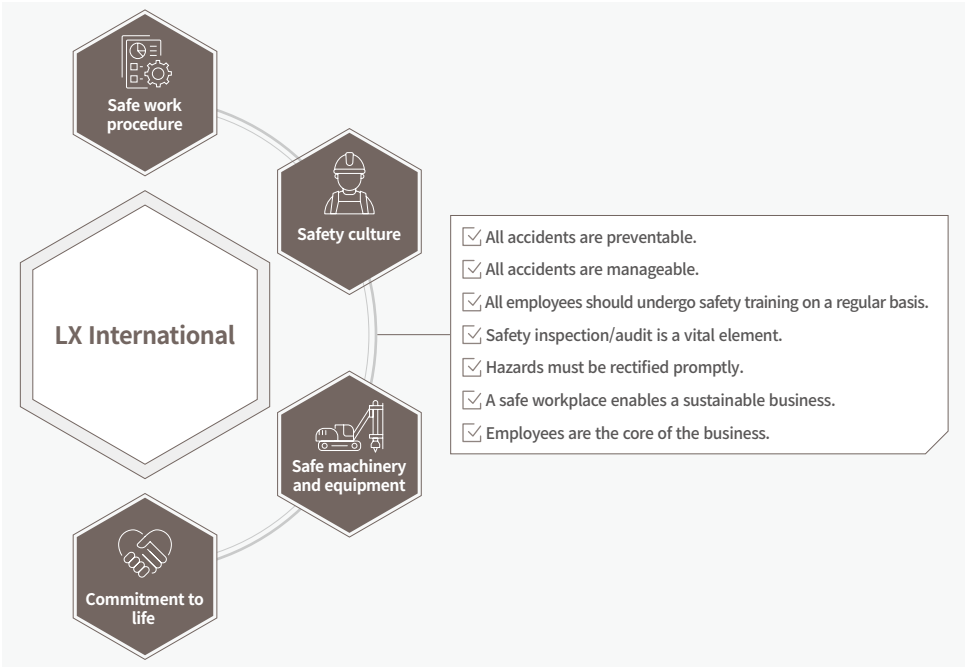 Safe work
procedure
Safety culture
LX International
Safe machinery
and equipment
Commitment to
life
All accidents are preventable.
All accidents are manageable.
All employees should undergo safety training on a regular basis.
Safety inspection/audit is a vital element.
Hazards must be rectified promptly.
A safe workplace enables a sustainable business.
Employees are the core of the business.